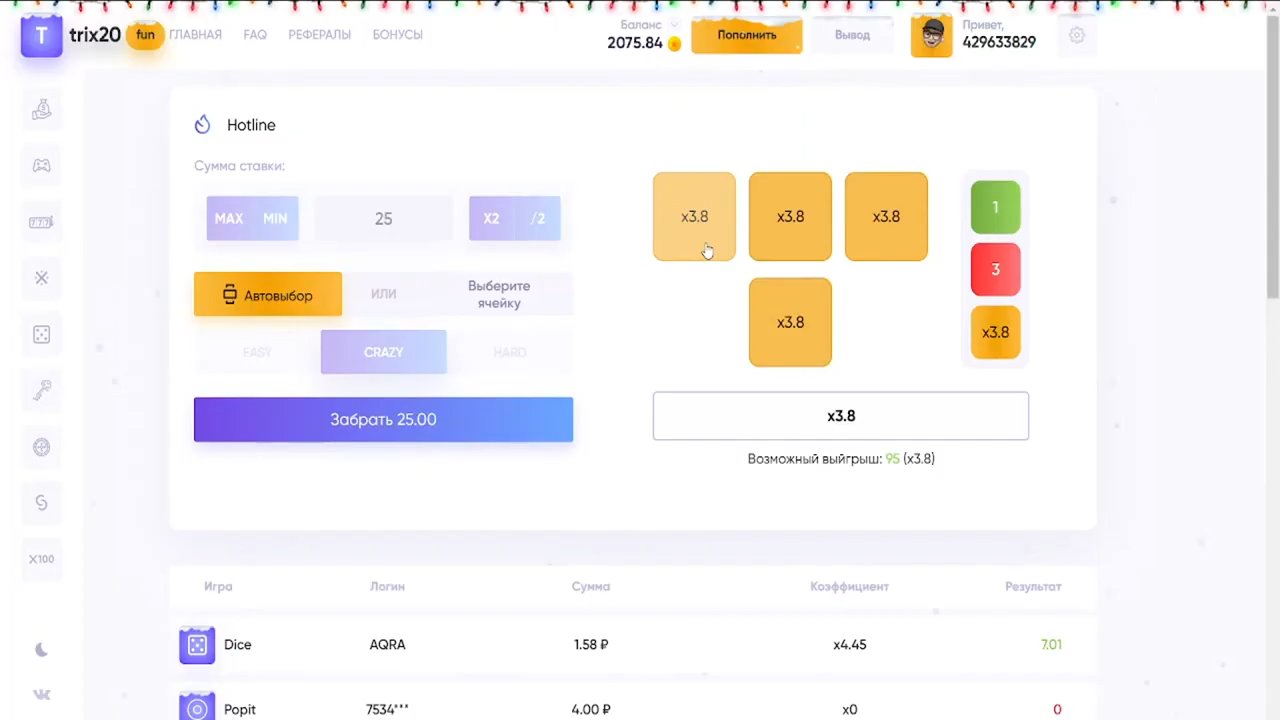 T trix20 fun ГЛАВНАЯ FAQ РЕФЕРАЛЫ БОНУСЫ
Баланс
2075.84
Пополнить
Вывод
Привет,
429633829
Hotline
Сумма ставки:
MAX MIN 25 X2 /2
Автовыбор ИЛИ Выберите
ячейку
EASY CRAZY HARD
Забрать 25.00
x3.8 x3.8 x3.8
x3.8
1
3
x3.8
x3.8
Возможный выйгрыш: 95 (x3.8)
X100
Игра Логин Сумма Коэффициент Результат
Dice AQRA 1.58 ₽ x4.45 7.01
Popit 7534*** 4.00 ₽ x0 0